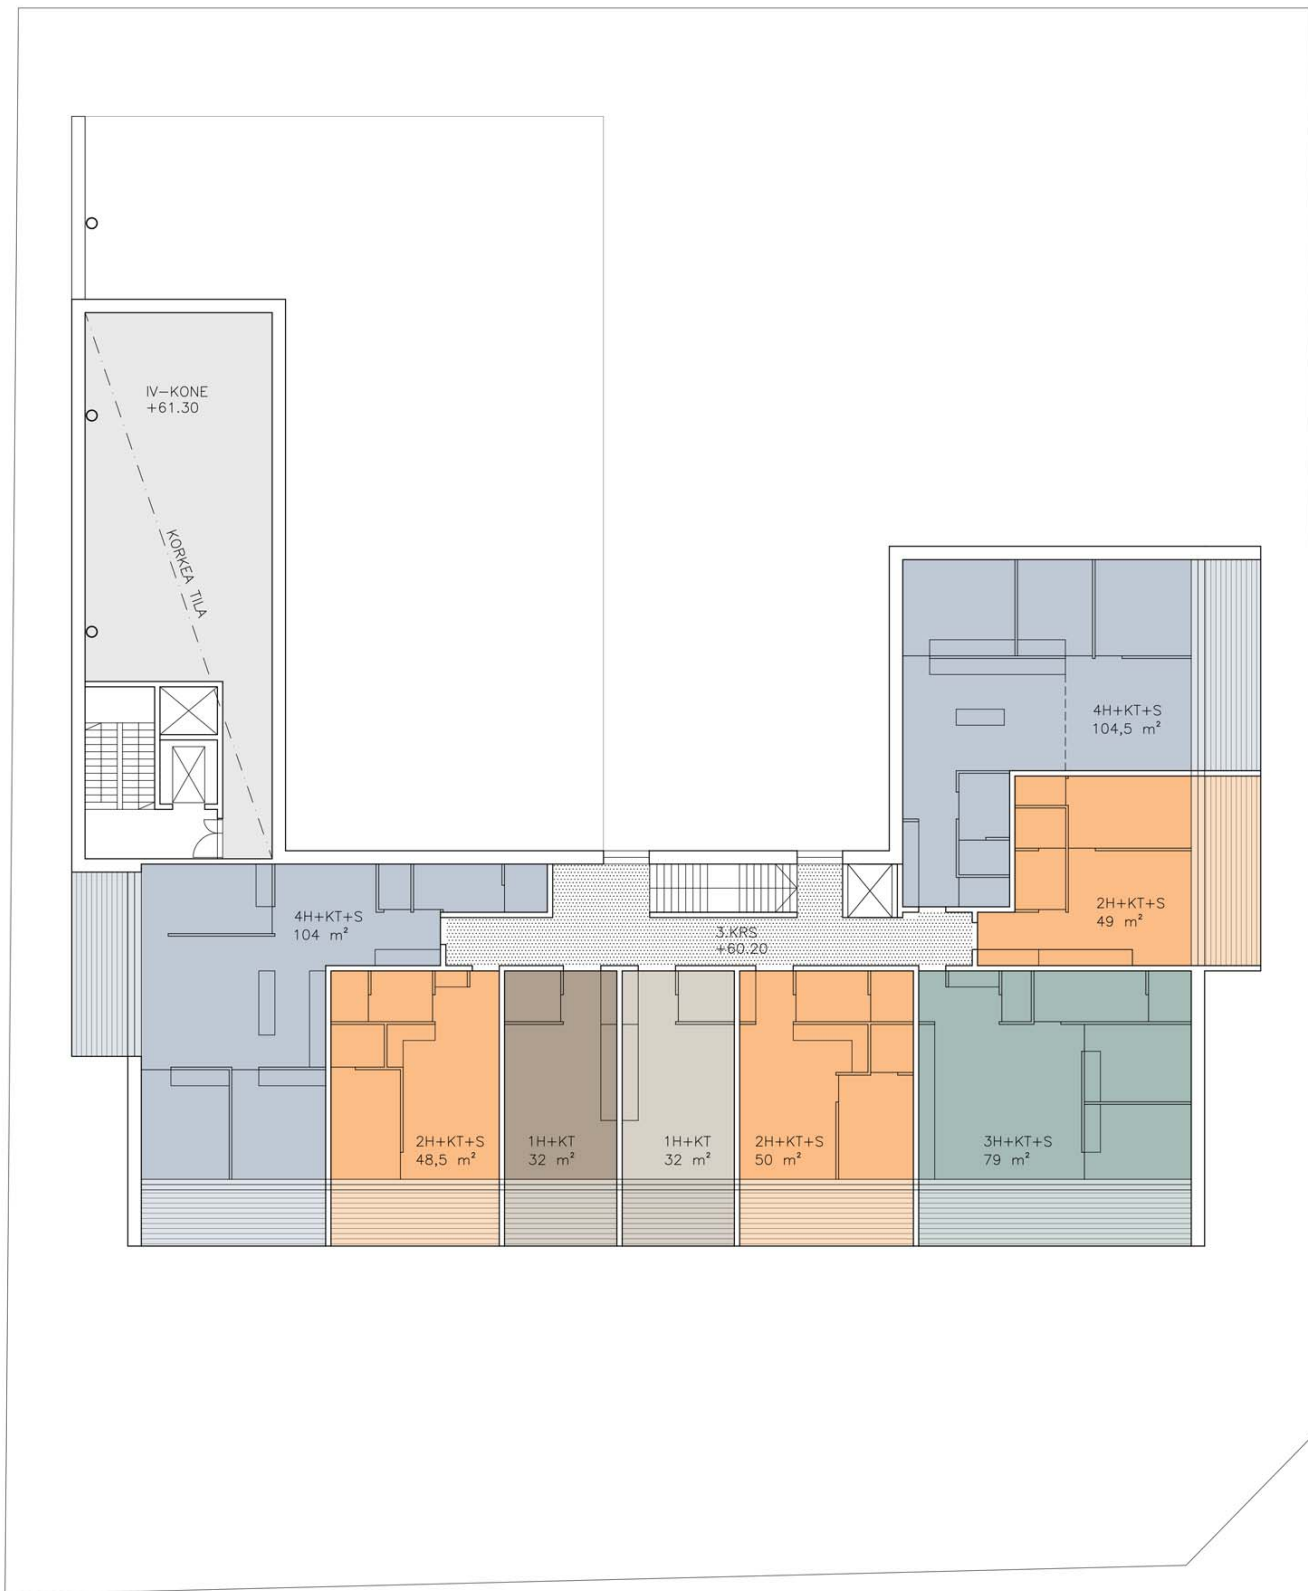 IV-KONE
+61.30
KORKEA TILA
4H+KT+S
104,5 m²
2H+KT+S
49 m²
4H+KT+S
104 m²
3.KRS
+60.20
2H+KT+S
48,5 m²
1H+KT
32 m²
1H+KT
32 m²
2H+KT+S
50 m²
3H+KT+S
79 m²